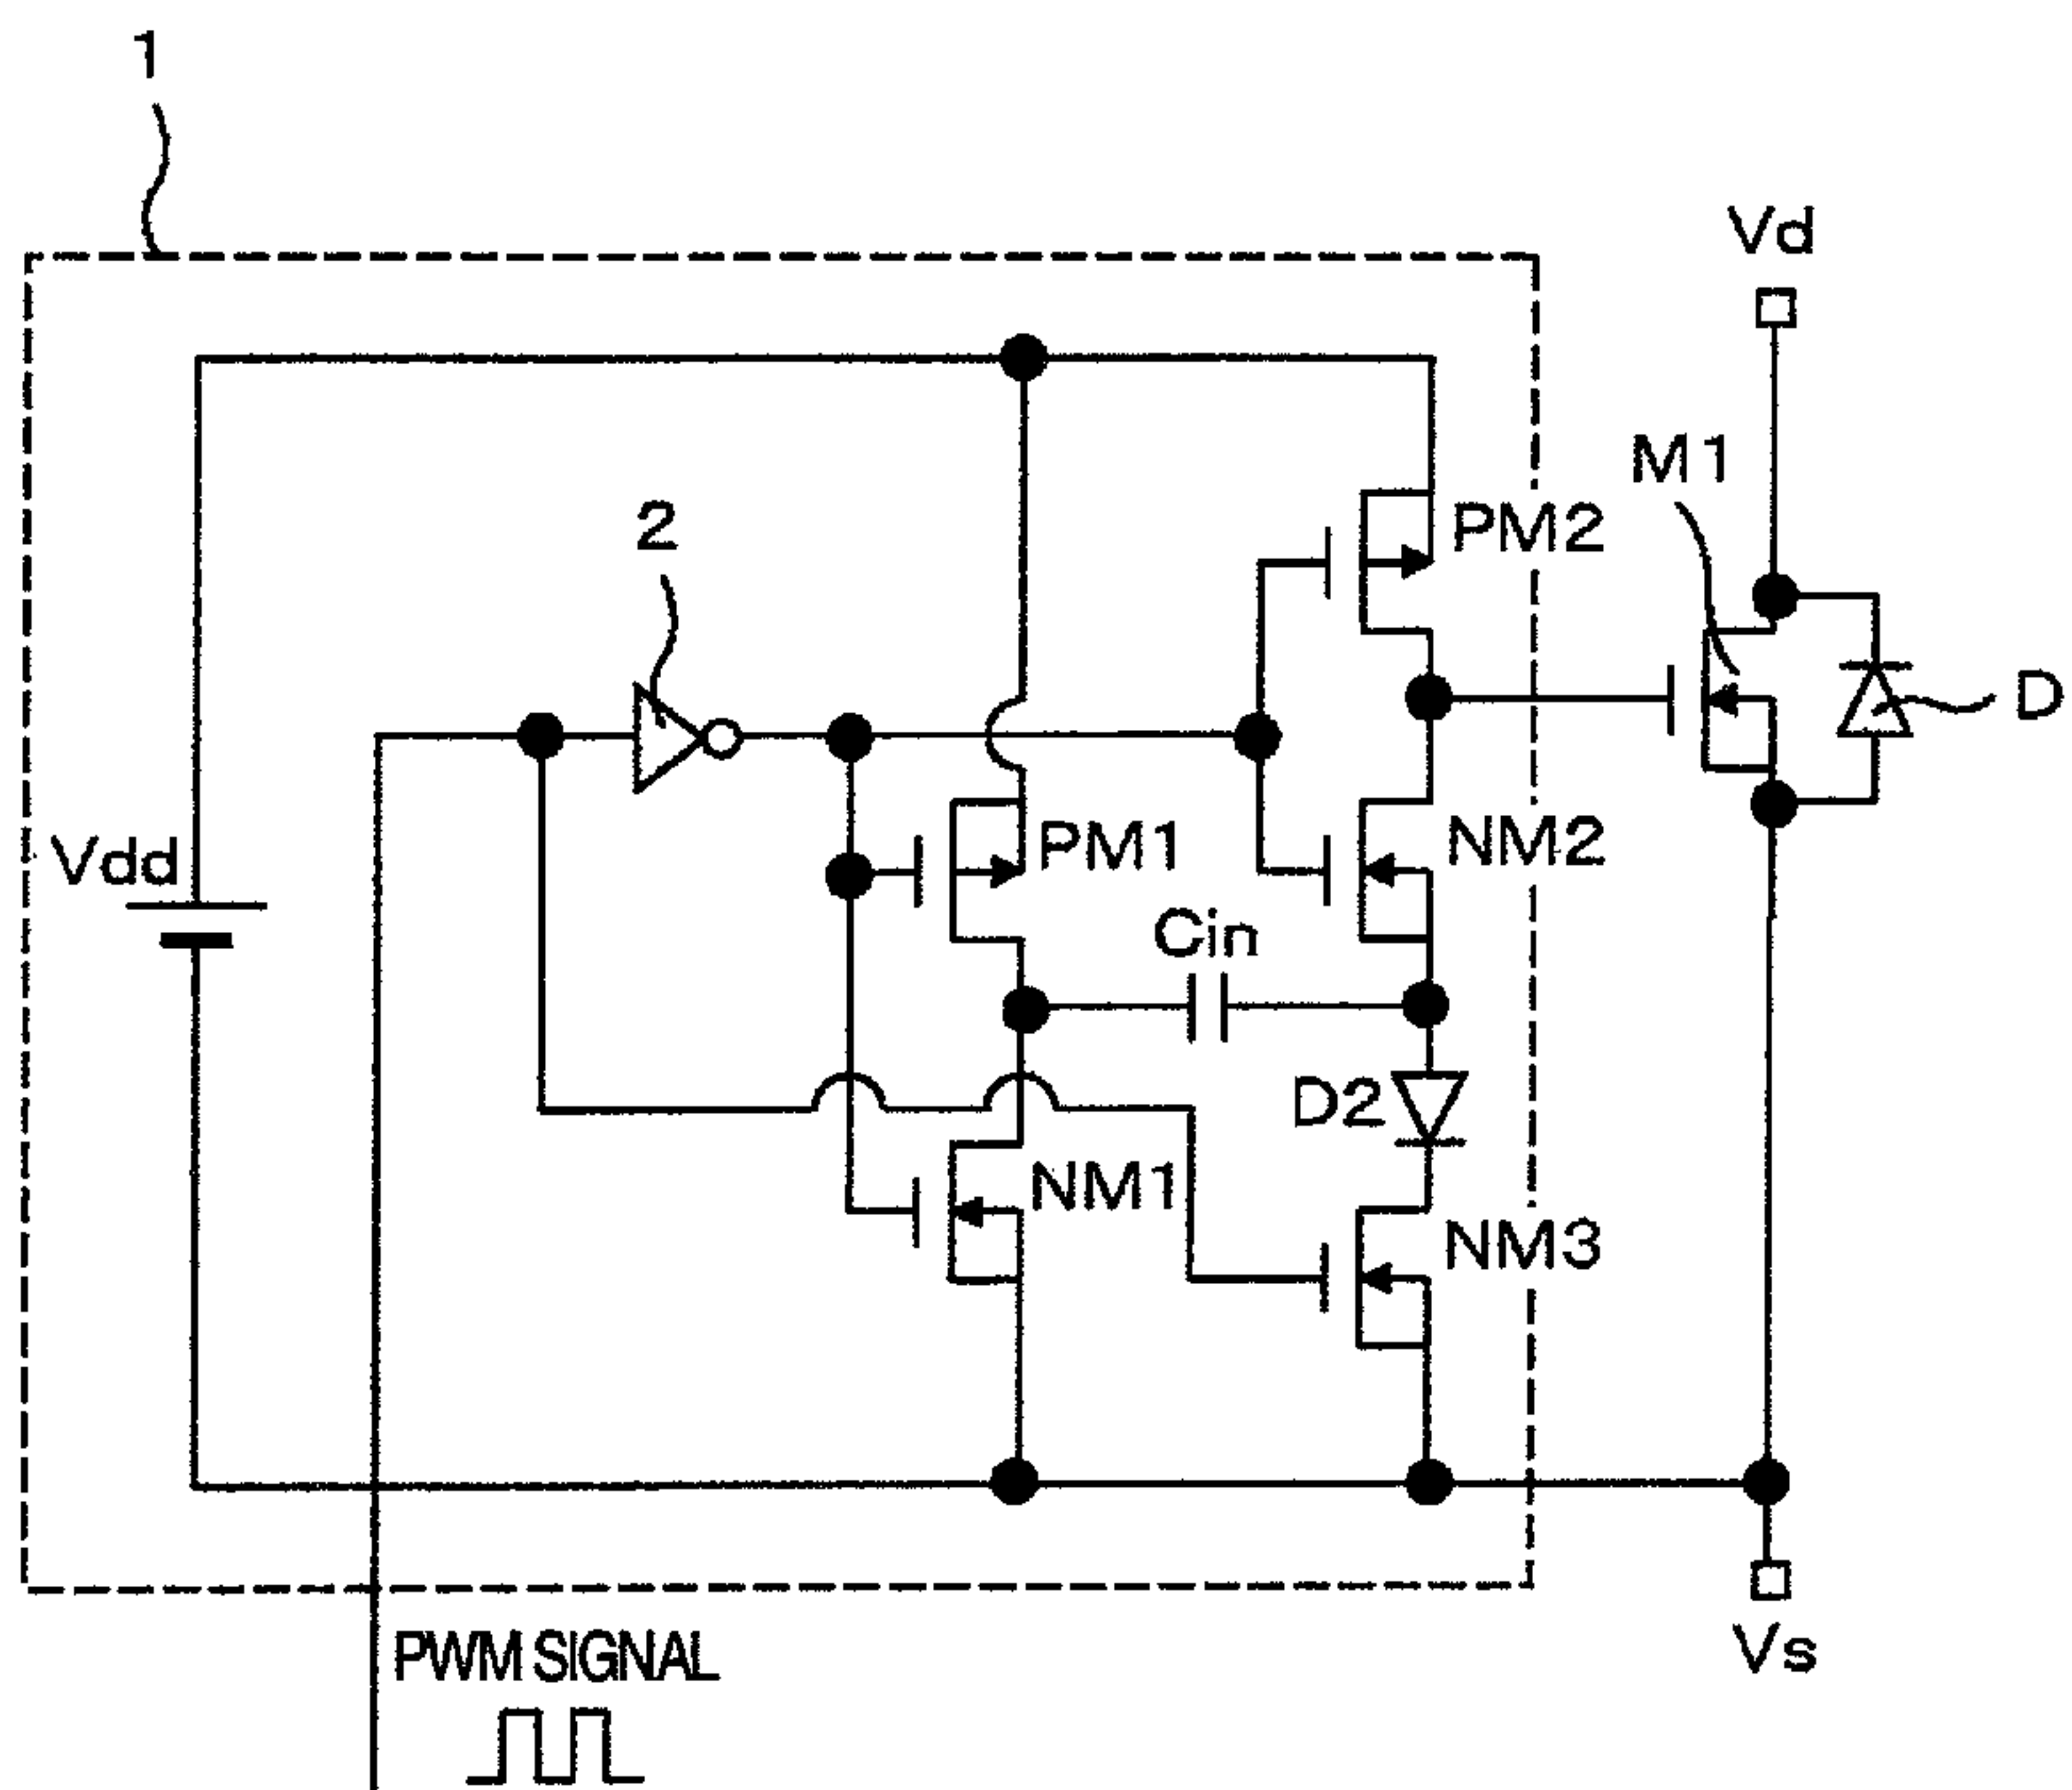 1
Vd
M1
2
PM2
D
Vdd
PM1
NM2
Cin
D2
NM1
NM3
Vs
PWM SIGNAL